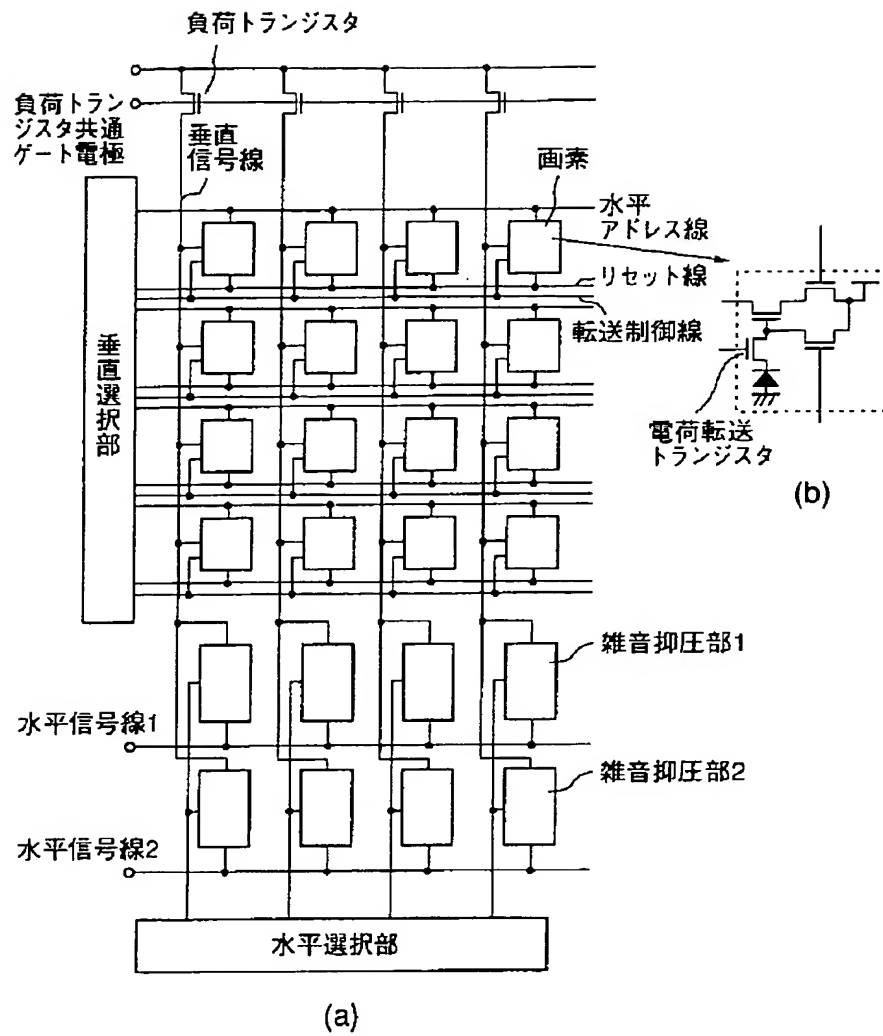 負荷トランジスタ
負荷トラン
ジスタ共通
ゲート電極
垂直
信号線
画素
水平
アドレス線
リセット線
転送制御線
垂直選択部
電荷転送
トランジスタ
(b)
雑音抑圧部1
水平信号線1
雑音抑圧部2
水平信号線2
水平選択部
(a)